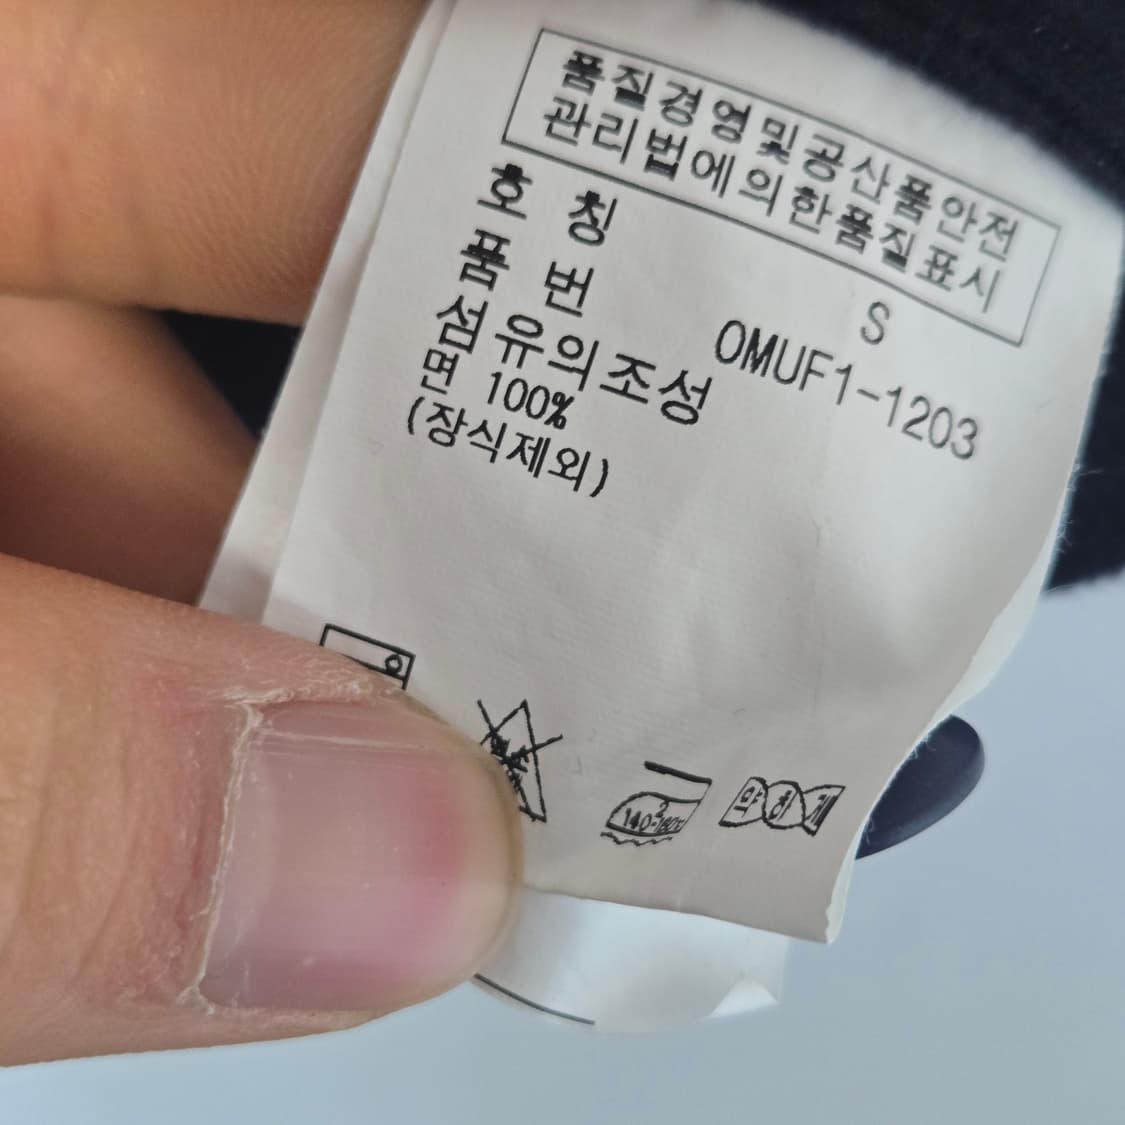 품질경영및공산품안전
관리법에의한품질표시
호 칭 S
품 번 OMUF1-1203
섬유의조성
면 100%
(장식제외)
약하게